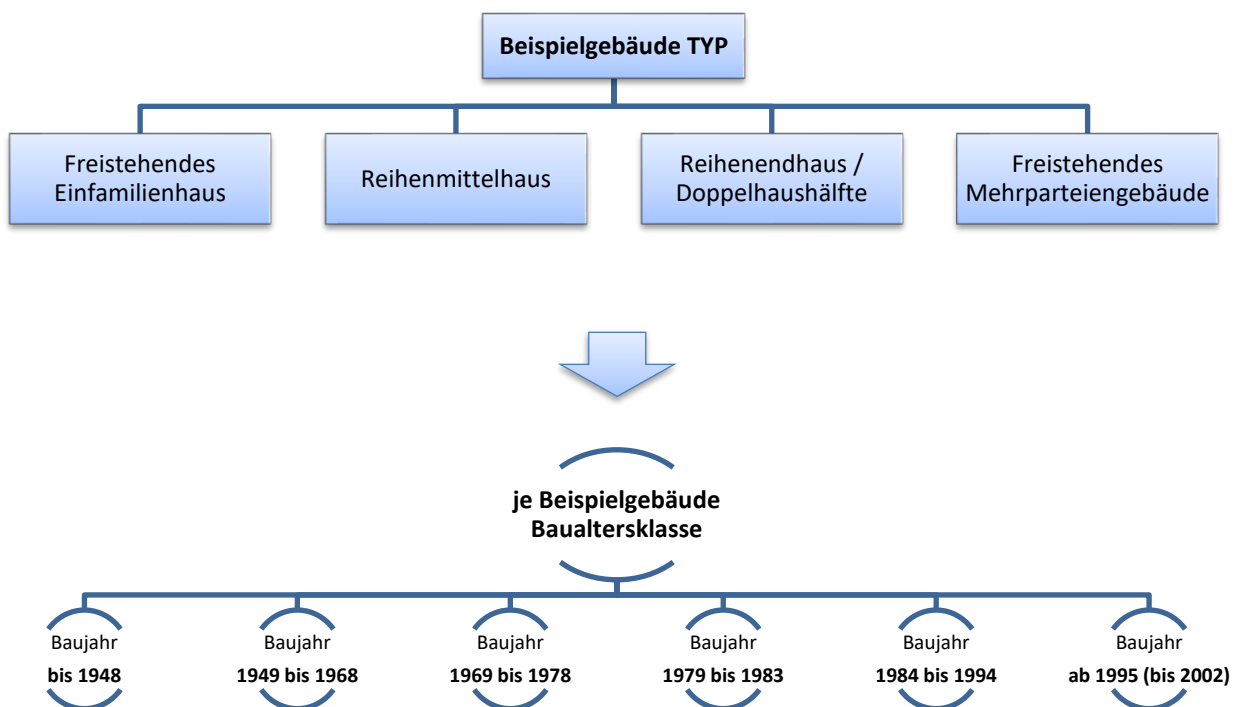 Beispielgebäude TYP
Freistehendes
Einfamilienhaus
Reihenmittelhaus
Reihenendhaus /
Doppelhaushälfte
Freistehendes
Mehrparteiengebäude
je Beispielgebäude
Baualtersklasse
Baujahr
bis 1948
Baujahr
1949 bis 1968
Baujahr
1969 bis 1978
Baujahr
1979 bis 1983
Baujahr
1984 bis 1994
Baujahr
ab 1995 (bis 2002)